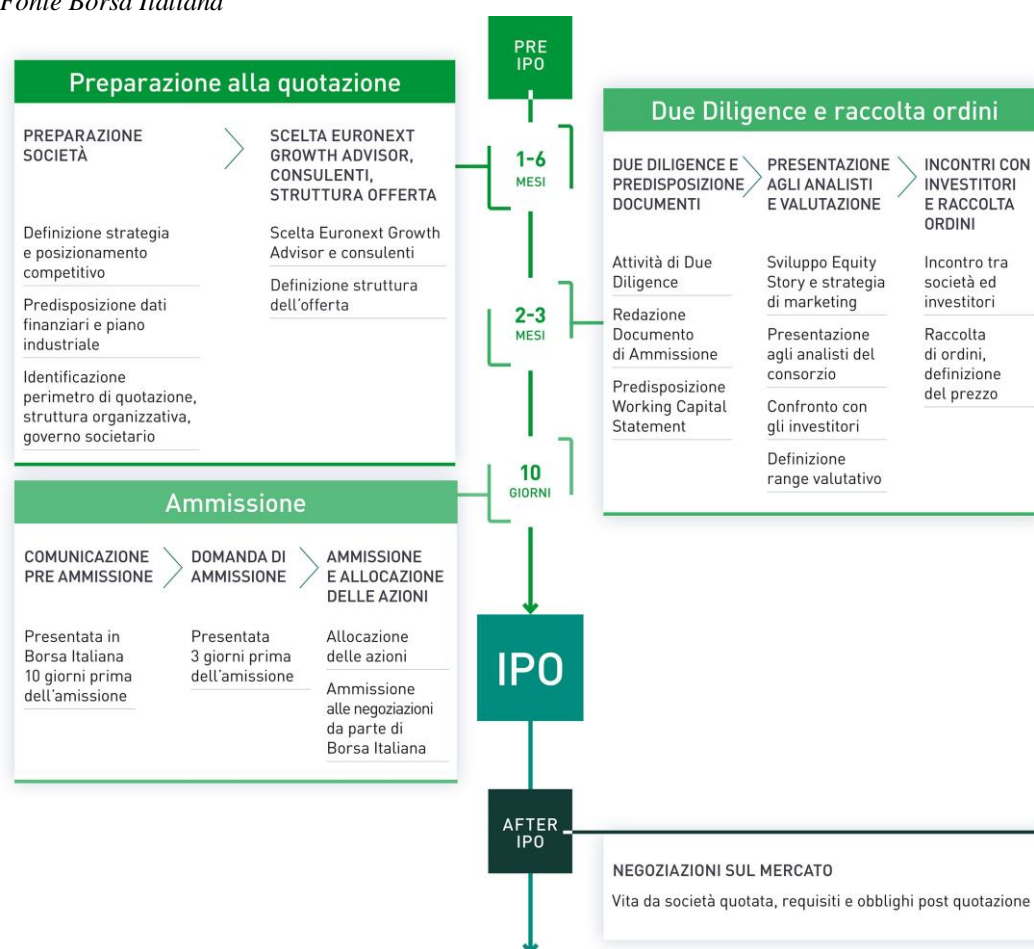 Fonte Borsa Italiana
PRE
IPO
Preparazione alla quotazione
PREPARAZIONE
SOCIETÀ
Definizione strategia
e posizionamento
competitivo
Predisposizione dati
finanziari e piano
industriale
Identificazione
perimetro di quotazione,
struttura organizzativa,
governo societario
SCELTA EURONEXT
GROWTH ADVISOR,
CONSULENTI,
STRUTTURA OFFERTA
Scelta Euronext Growth
Advisor e consulenti
Definizione struttura
dell'offerta
1-6
MESI
Due Diligence e raccolta ordini
DUE DILIGENCE E
PREDISPOSIZIONE
DOCUMENTI
Attività di Due
Diligence
Redazione
Documento
di Ammissione
Predisposizione
Working Capital
Statement
PRESENTAZIONE
AGLI ANALISTI
E VALUTAZIONE
Sviluppo Equity
Story e strategia
di marketing
Presentazione
agli analisti del
consorzio
Confronto con
gli investitori
Definizione
range valutativo
INCONTRI CON
INVESTITORI
E RACCOLTA
ORDINI
Incontro tra
società ed
investitori
Raccolta
di ordini,
definizione
del prezzo
2-3
MESI
10
GIORNI
Ammissione
COMUNICAZIONE
PRE AMMISSIONE
Presentata in
Borsa Italiana
10 giorni prima
dell'amissione
DOMANDA DI
AMMISSIONE
Presentata
3 giorni prima
dell'amissione
AMMISSIONE
E ALLOCAZIONE
DELLE AZIONI
Allocazione
delle azioni
Ammissione
alle negoziazioni
da parte di
Borsa Italiana
IPO
AFTER
IPO
NEGOZIAZIONI SUL MERCATO
Vita da società quotata, requisiti e obblighi post quotazione